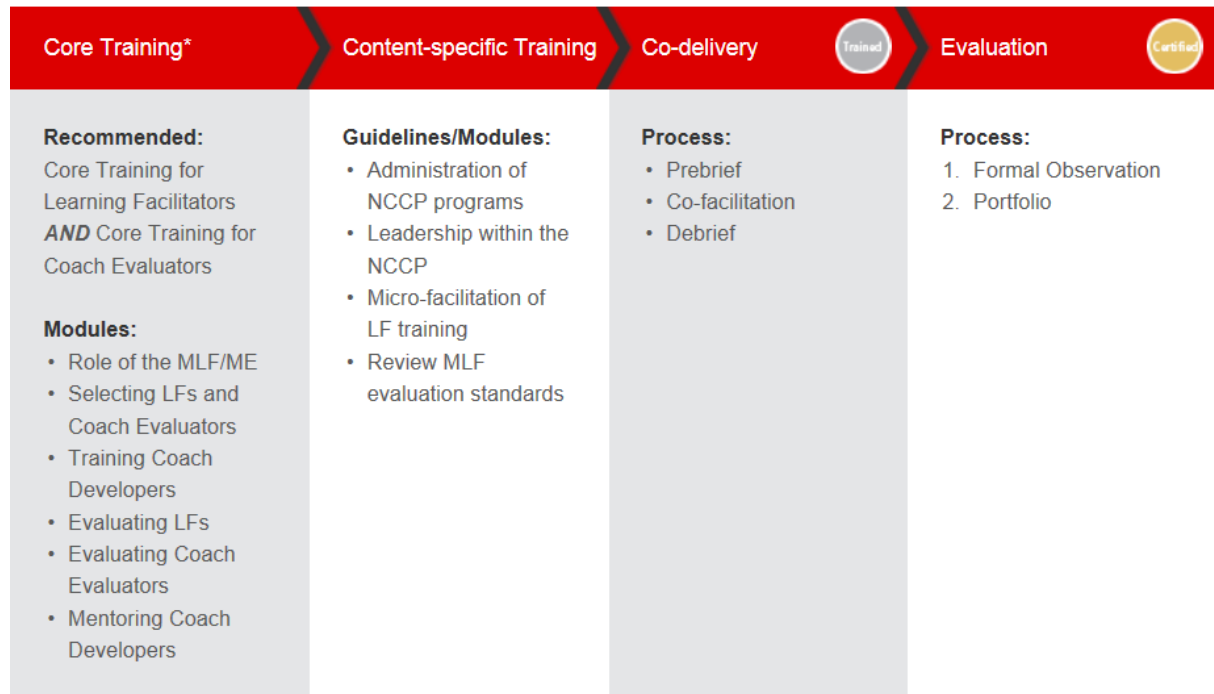 Core Training*
Content-specific Training
Co-delivery
Trained
Evaluation
Certified
Recommended:
Core Training for
Learning Facilitators
AND Core Training for
Coach Evaluators
Modules:
• Role of the MLF/ME
• Selecting LFs and
Coach Evaluators
• Training Coach
Developers
• Evaluating LFs
• Evaluating Coach
Evaluators
• Mentoring Coach
Developers
Guidelines/Modules:
• Administration of
NCCP programs
• Leadership within the
NCCP
• Micro-facilitation of
LF training
• Review MLF
evaluation standards
Process:
• Prebrief
• Co-facilitation
• Debrief
Process:
1. Formal Observation
2. Portfolio